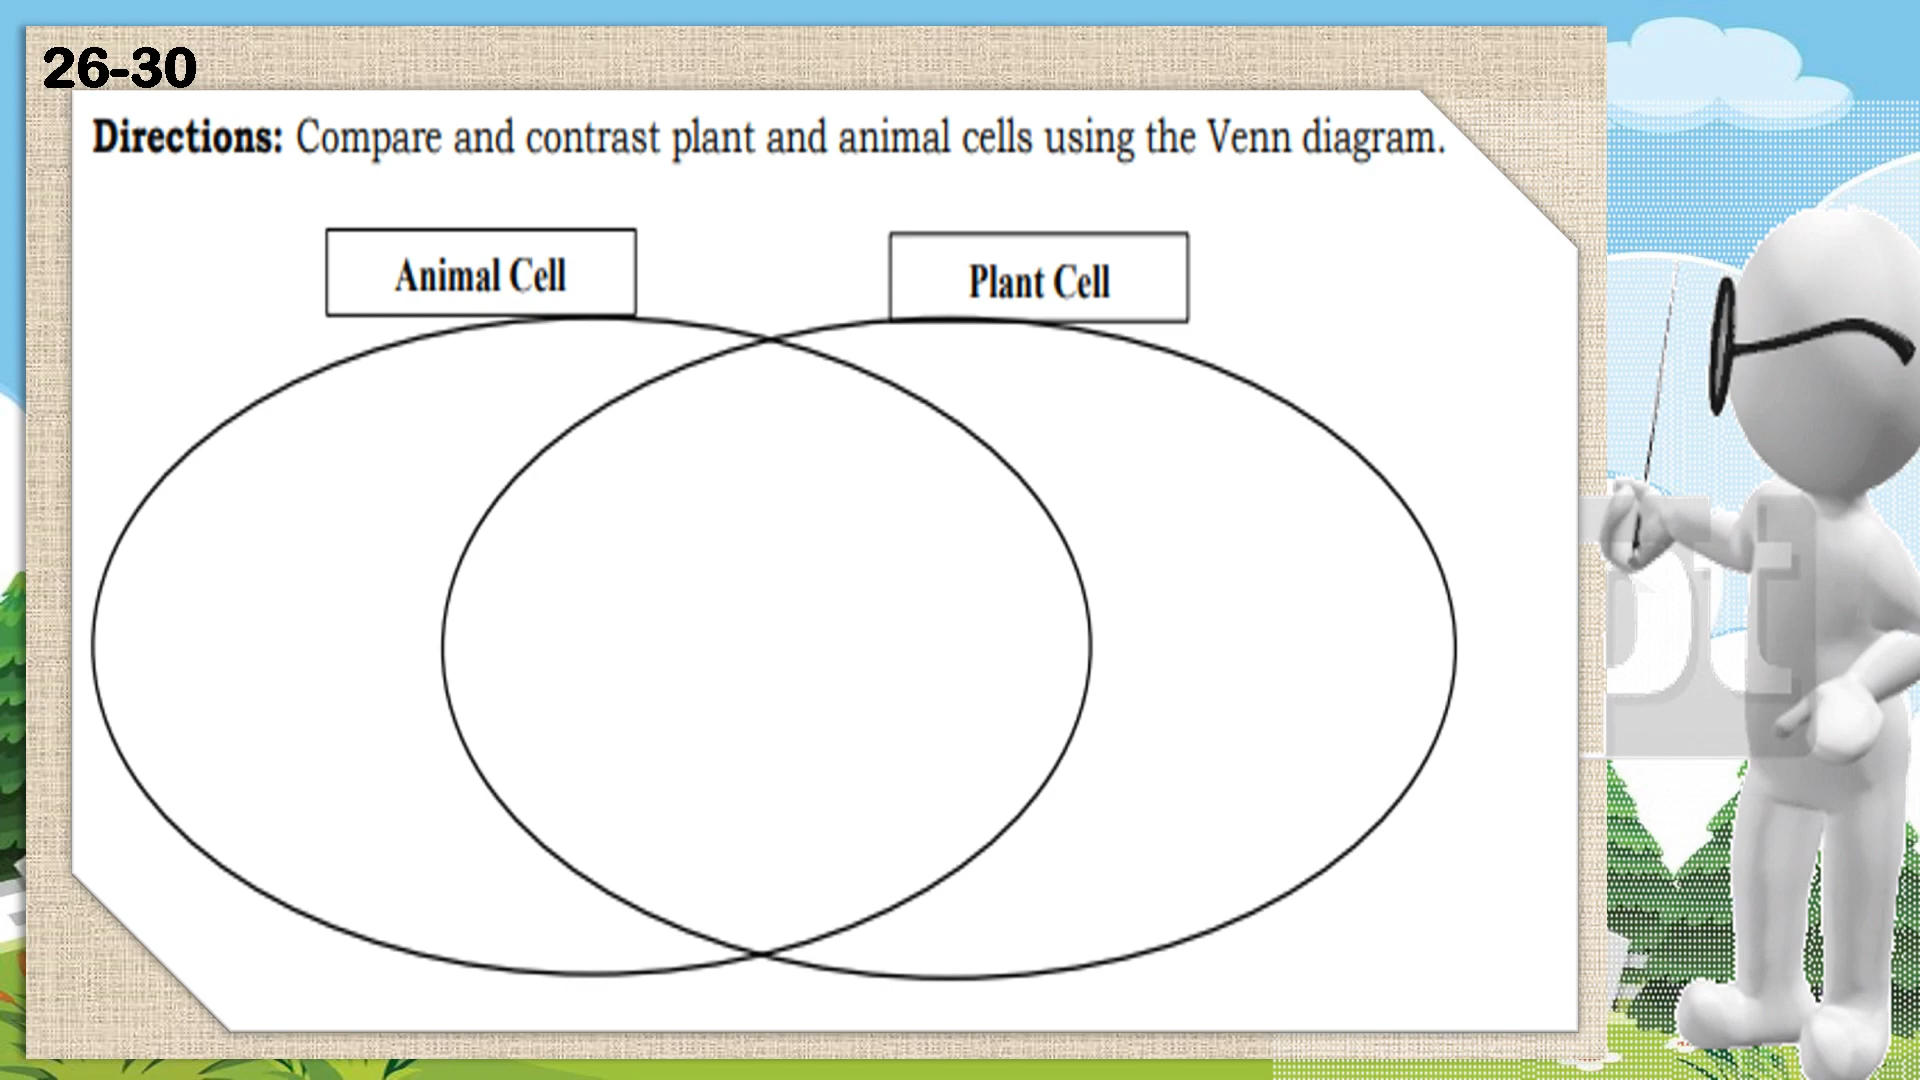 26-30
Directions: Compare and contrast plant and animal cells using the Venn diagram.
Animal Cell
Plant Cell